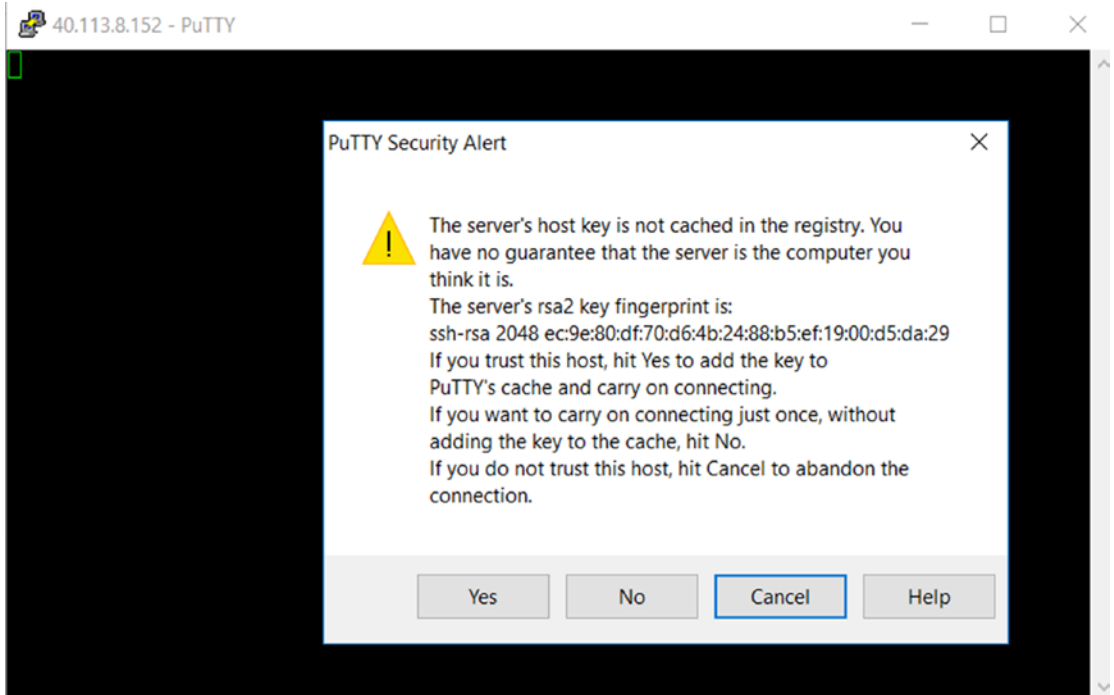 40.113.8.152 - PuTTY
PuTTY Security Alert
The server's host key is not cached in the registry. You
have no guarantee that the server is the computer you
think it is.
The server's rsa2 key fingerprint is:
ssh-rsa 2048 ec:9e:80:df:70:d6:4b:24:88:b5:ef:19:00:d5:da:29
If you trust this host, hit Yes to add the key to
PuTTY's cache and carry on connecting.
If you want to carry on connecting just once, without
adding the key to the cache, hit No.
If you do not trust this host, hit Cancel to abandon the
connection.
Yes No Cancel Help